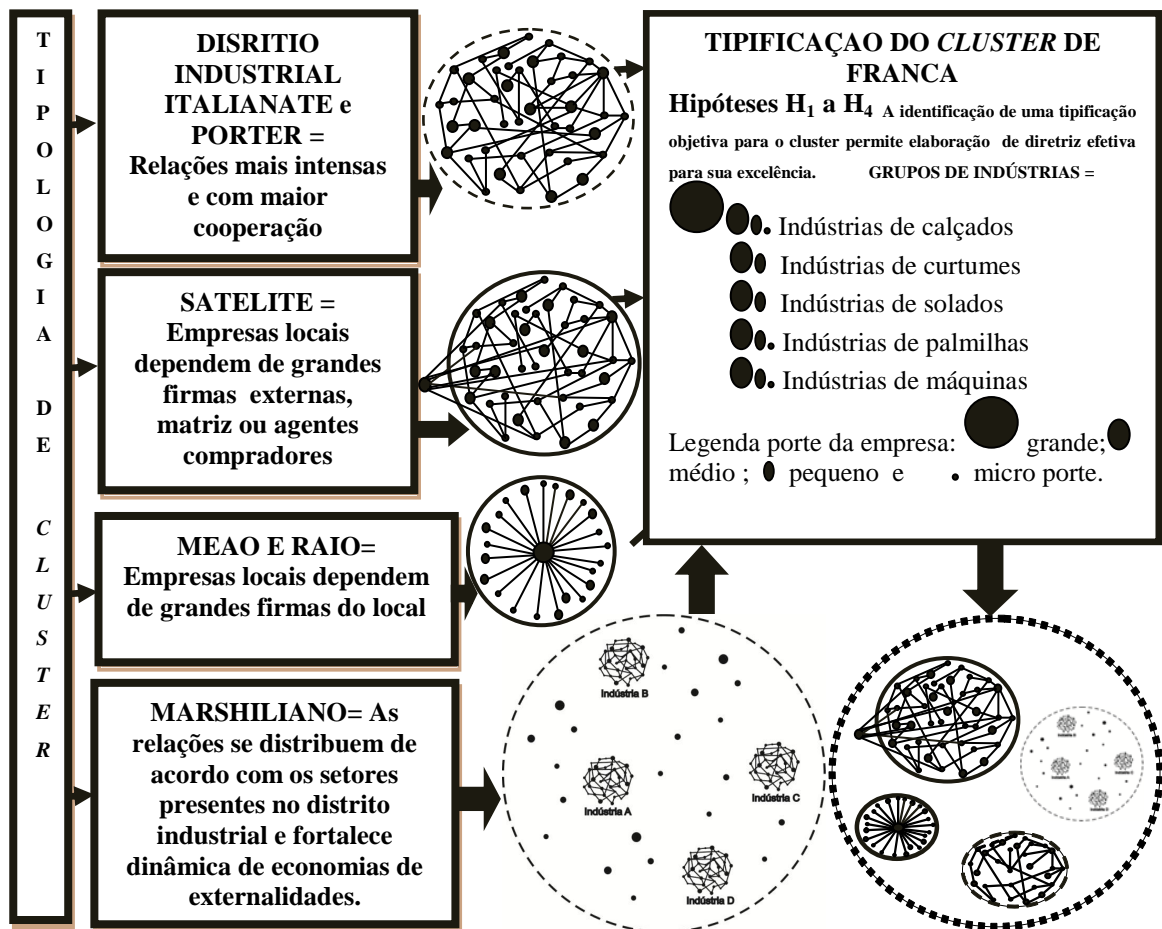 TIPOLOGIA DE CLUSTER
DISRITIO
INDUSTRIAL
ITALIANATE e
PORTER =
Relações mais intensas
e com maior
cooperação
SATELITE =
Empresas locais
dependem de grandes
firmas externas,
matriz ou agentes
compradores
MEAO E RAIO=
Empresas locais dependem
de grandes firmas do local
MARSHILIANO= As
relações se distribuem de
acordo com os setores
presentes no distrito
industrial e fortalece
dinâmica de economias de
externalidades.
TIPIFICAÇAO DO CLUSTER DE
FRANCA
Hipóteses H1 a H4 A identificação de uma tipificação
objetiva para o cluster permite elaboração de diretriz efetiva
para sua excelência. GRUPOS DE INDÚSTRIAS =
Indústrias de calçados
Indústrias de curtumes
Indústrias de solados
Indústrias de palmilhas
Indústrias de máquinas
Legenda porte da empresa: grande;
médio ; pequeno e micro porte.
Indústria B
Indústria A
Indústria C
Indústria D